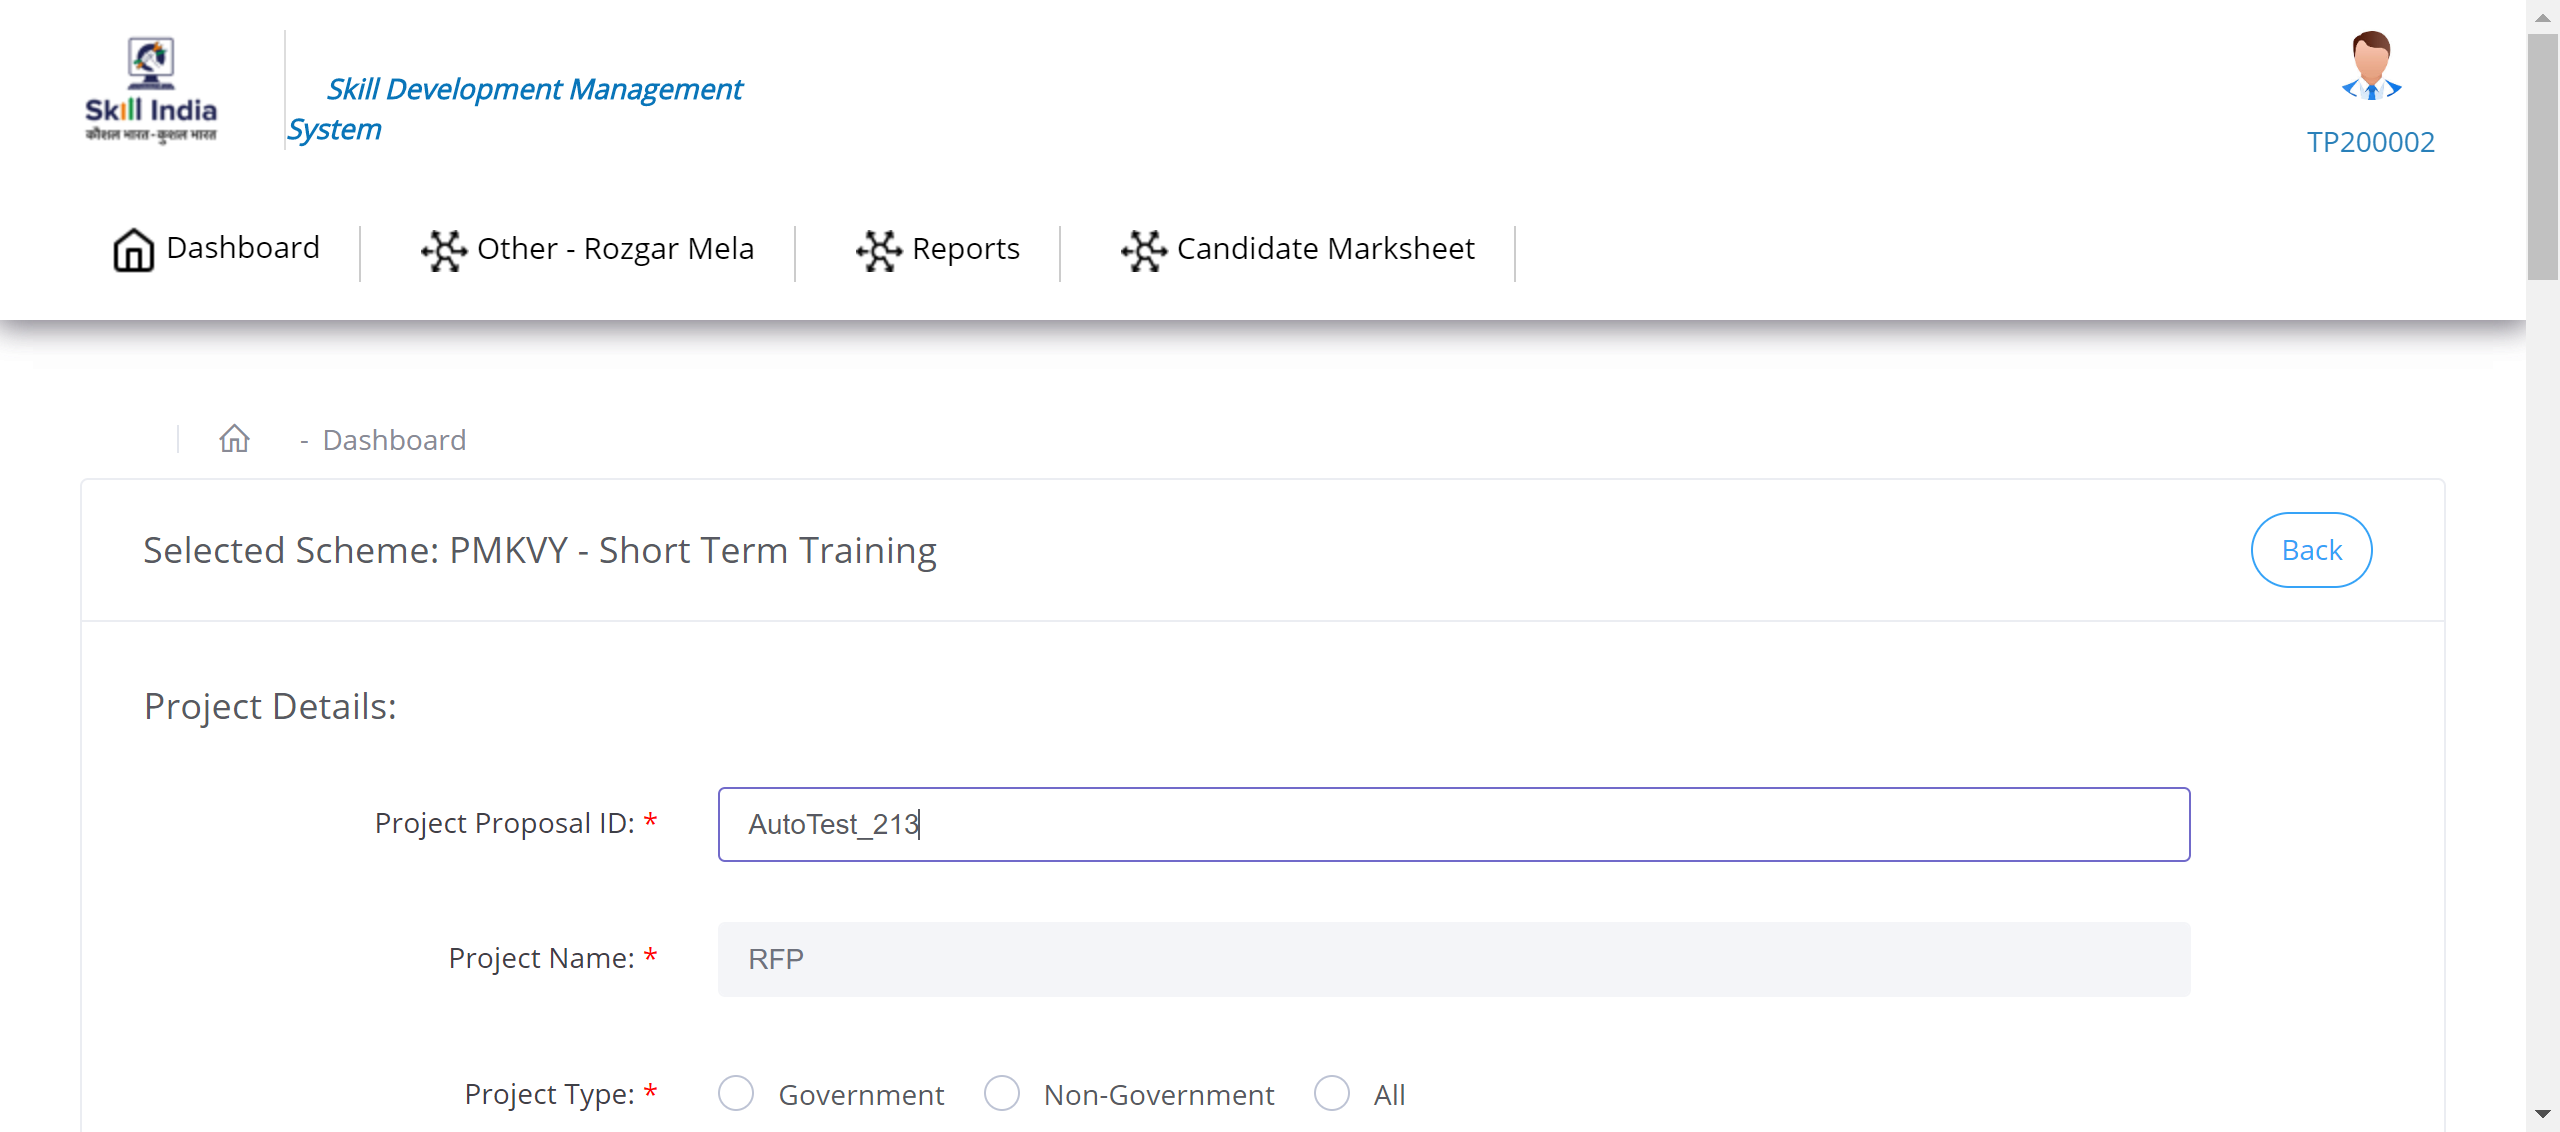 Skill India
कौशल भारत-कुशल भारत
Skill Development Management
System
TP200002
Dashboard
Other - Rozgar Mela
Reports
Candidate Marksheet
- Dashboard
Selected Scheme: PMKVY - Short Term Training
Back
Project Details:
Project Proposal ID: *
AutoTest_213
Project Name: *
RFP
Project Type: *
Government
Non-Government
All